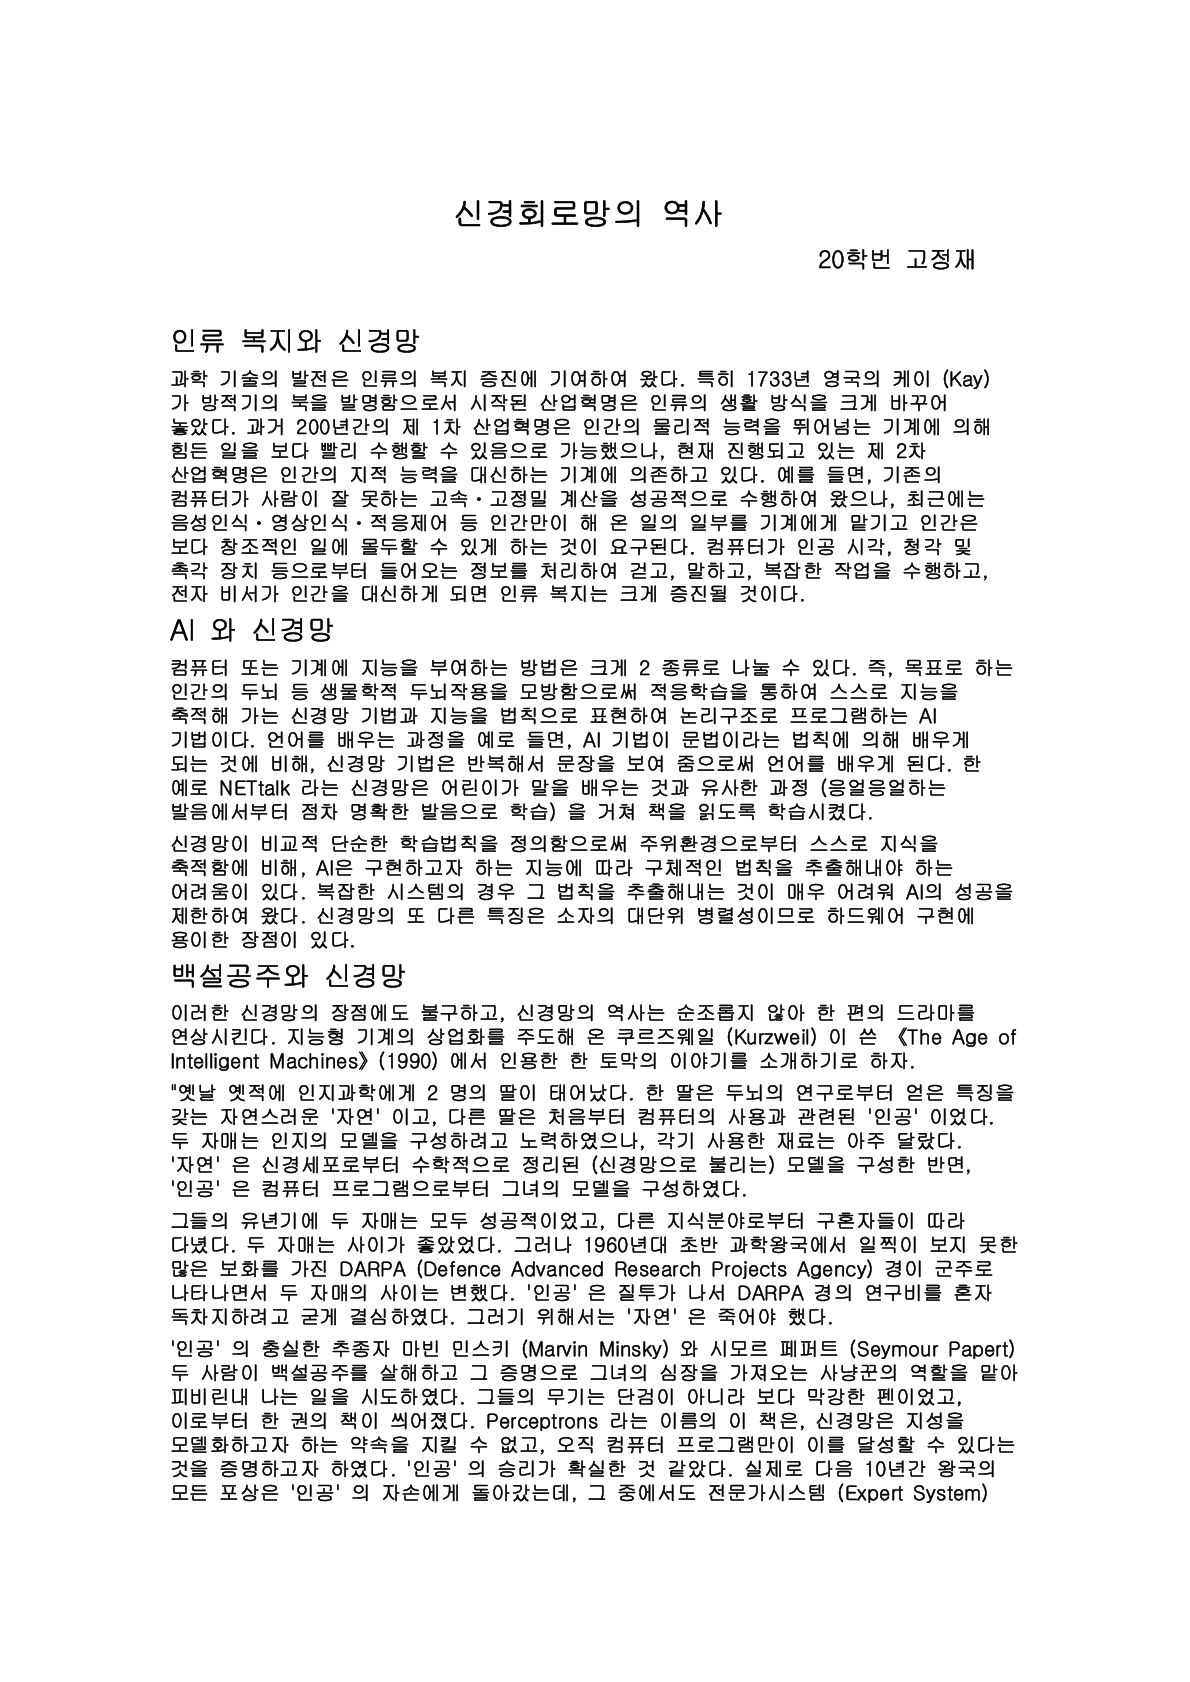 신경회로망의 역사
20학번 고정재
인류 복지와 신경망
과학 기술의 발전은 인류의 복지 증진에 기여하여 왔다. 특히 1733년 영국의 케이 (Kay)
가 방적기의 북을 발명함으로서 시작된 산업혁명은 인류의 생활 방식을 크게 바꾸어
놓았다. 과거 200년간의 제 1차 산업혁명은 인간의 물리적 능력을 뛰어넘는 기계에 의해
힘든 일을 보다 빨리 수행할 수 있음으로 가능했으나, 현재 진행되고 있는 제 2차
산업혁명은 인간의 지적 능력을 대신하는 기계에 의존하고 있다. 예를 들면, 기존의
컴퓨터가 사람이 잘 못하는 고속·고정밀 계산을 성공적으로 수행하여 왔으나, 최근에는
음성인식·영상인식·적응제어 등 인간만이 해 온 일의 일부를 기계에게 맡기고 인간은
보다 창조적인 일에 몰두할 수 있게 하는 것이 요구된다. 컴퓨터가 인공 시각, 청각 및
촉각 장치 등으로부터 들어오는 정보를 처리하여 걷고, 말하고, 복잡한 작업을 수행하고,
전자 비서가 인간을 대신하게 되면 인류 복지는 크게 증진될 것이다.
AI 와 신경망
컴퓨터 또는 기계에 지능을 부여하는 방법은 크게 2 종류로 나눌 수 있다. 즉, 목표로 하는
인간의 두뇌 등 생물학적 두뇌작용을 모방함으로써 적응학습을 통하여 스스로 지능을
축적해 가는 신경망 기법과 지능을 법칙으로 표현하여 논리구조로 프로그램하는 AI
기법이다. 언어를 배우는 과정을 예로 들면, AI 기법이 문법이라는 법칙에 의해 배우게
되는 것에 비해, 신경망 기법은 반복해서 문장을 보여 줌으로써 언어를 배우게 된다. 한
예로 NETtalk 라는 신경망은 어린이가 말을 배우는 것과 유사한 과정 (응얼응얼하는
발음에서부터 점차 명확한 발음으로 학습) 을 거쳐 책을 읽도록 학습시켰다.
신경망이 비교적 단순한 학습법칙을 정의함으로써 주위환경으로부터 스스로 지식을
축적함에 비해, AI은 구현하고자 하는 지능에 따라 구체적인 법칙을 추출해내야 하는
어려움이 있다. 복잡한 시스템의 경우 그 법칙을 추출해내는 것이 매우 어려워 AI의 성공을
제한하여 왔다. 신경망의 또 다른 특징은 소자의 대단위 병렬성이므로 하드웨어 구현에
용이한 장점이 있다.
백설공주와 신경망
이러한 신경망의 장점에도 불구하고, 신경망의 역사는 순조롭지 않아 한 편의 드라마를
연상시킨다. 지능형 기계의 상업화를 주도해 온 쿠르즈웨일 (Kurzweil) 이 쓴 《The Age of
Intelligent Machines》(1990) 에서 인용한 한 토막의 이야기를 소개하기로 하자.
"옛날 옛적에 인지과학에게 2 명의 딸이 태어났다. 한 딸은 두뇌의 연구로부터 얻은 특징을
갖는 자연스러운 '자연' 이고, 다른 딸은 처음부터 컴퓨터의 사용과 관련된 '인공' 이었다.
두 자매는 인지의 모델을 구성하려고 노력하였으나, 각기 사용한 재료는 아주 달랐다.
'자연' 은 신경세포로부터 수학적으로 정리된 (신경망으로 불리는) 모델을 구성한 반면,
'인공' 은 컴퓨터 프로그램으로부터 그녀의 모델을 구성하였다.
그들의 유년기에 두 자매는 모두 성공적이었고, 다른 지식분야로부터 구혼자들이 따라
다녔다. 두 자매는 사이가 좋았었다. 그러나 1960년대 초반 과학왕국에서 일찍이 보지 못한
많은 보화를 가진 DARPA (Defence Advanced Research Projects Agency) 경이 군주로
나타나면서 두 자매의 사이는 변했다. '인공' 은 질투가 나서 DARPA 경의 연구비를 혼자
독차지하려고 굳게 결심하였다. 그러기 위해서는 '자연' 은 죽어야 했다.
'인공' 의 충실한 추종자 마빈 민스키 (Marvin Minsky) 와 시모르 페퍼트 (Seymour Papert)
두 사람이 백설공주를 살해하고 그 증명으로 그녀의 심장을 가져오는 사냥꾼의 역할을 맡아
피비린내 나는 일을 시도하였다. 그들의 무기는 단검이 아니라 보다 막강한 펜이었고,
이로부터 한 권의 책이 씌어졌다. Perceptrons 라는 이름의 이 책은, 신경망은 지성을
모델화하고자 하는 약속을 지킬 수 없고, 오직 컴퓨터 프로그램만이 이를 달성할 수 있다는
것을 증명하고자 하였다. '인공' 의 승리가 확실한 것 같았다. 실제로 다음 10년간 왕국의
모든 포상은 '인공' 의 자손에게 돌아갔는데, 그 중에서도 전문가시스템 (Expert System)